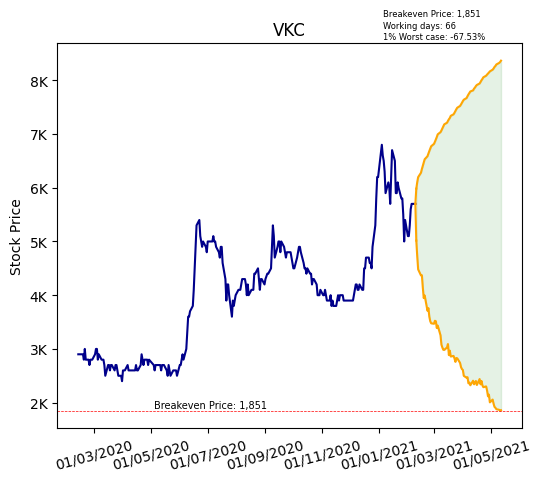 Breakeven Price: 1,851
Working days: 66
1% Worst case: -67.53%
VKC
Stock Price
8K
7K
6K
5K
4K
3K
2K
Breakeven Price: 1,851
01/03/2020 01/05/2020 01/07/2020 01/09/2020 01/11/2020 01/01/2021 01/03/2021 01/05/2021